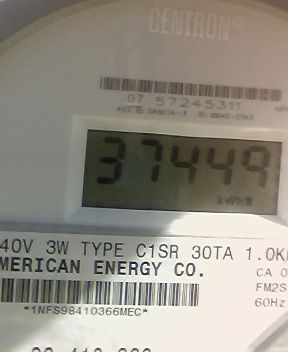 CENTRON®
07 57245311
37449
kWh
40V 3W TYPE C1SR 30TA 1.0K
MERICAN ENERGY CO.
CA 0
FM2S
60Hz
*1NFS98410366MEC*